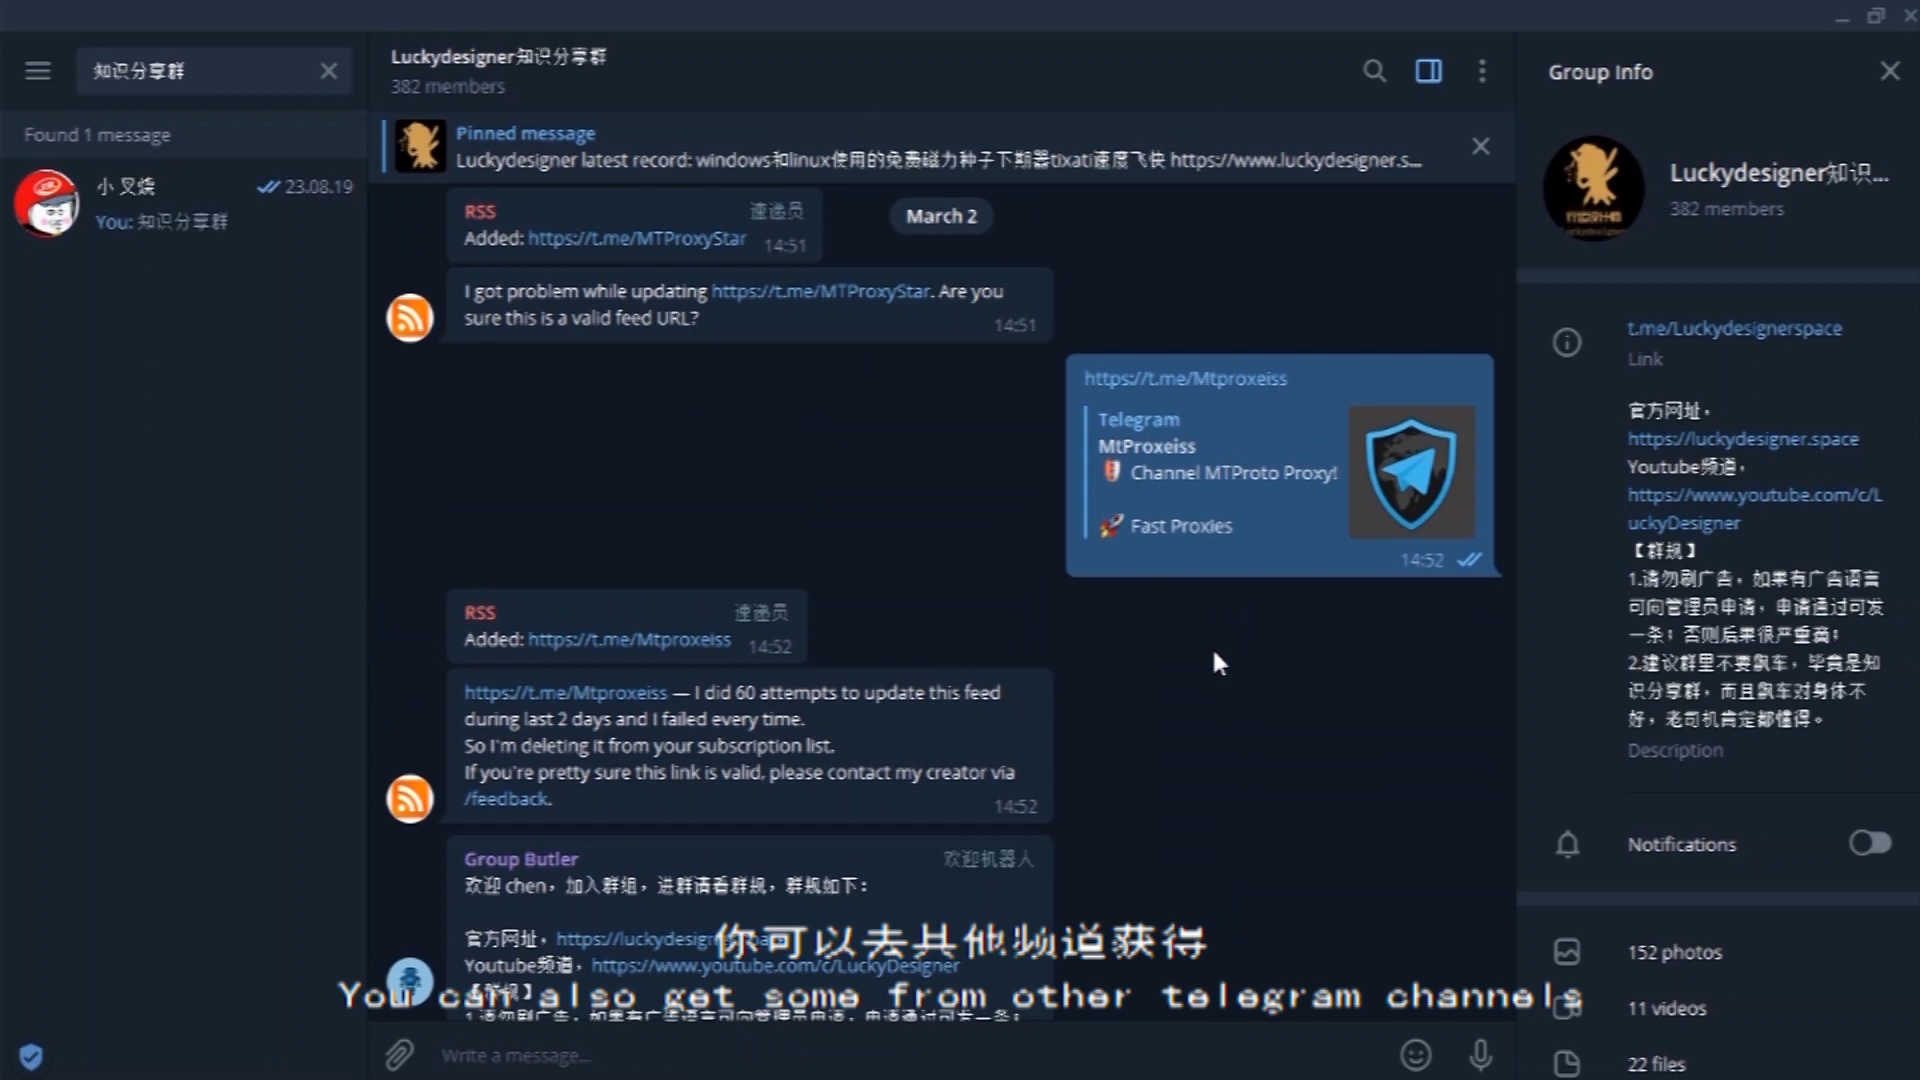 知识分享群
Found 1 message
小 叉烧
23.08.19
You: 知识分享群
Luckydesigner知识分享群
382 members
Pinned message
Luckydesigner latest record: windows和linux使用的免费磁力种子下期器tixati速度飞快 https://www.luckydesigner.s...
RSS
速递员
Added: https://t.me/MTProxyStar
14:51
March 2
I got problem while updating https://t.me/MTProxyStar. Are you
sure this is a valid feed URL?
14:51
https://t.me/Mtproxeiss
Telegram
MtProxeiss
Channel MTProto Proxy!
Fast Proxies
14:52
RSS
速递员
Added: https://t.me/Mtproxeiss
14:52
https://t.me/Mtproxeiss — I did 60 attempts to update this feed
during last 2 days and I failed every time.
So I'm deleting it from your subscription list.
If you're pretty sure this link is valid, please contact my creator via
/feedback.
14:52
Group Butler
欢迎机器人
欢迎 chen，加入群组，进群请看群规，群规如下：
官方网址，https://luckydesigner.space
Youtube频道，https://www.youtube.com/c/LuckyDesigner
【群规】
1.请勿刷广告，如果有广告语言可向管理员申请，申请通过可发一条；
你可以去其他频道获得
You can also get some from other telegram channels
Write a message...
Group Info
Luckydesigner知识...
382 members
t.me/Luckydesignerspace
Link
官方网址，
https://luckydesigner.space
Youtube频道，
https://www.youtube.com/c/L
uckyDesigner
【群规】
1.请勿刷广告，如果有广告语言
可向管理员申请，申请通过可发
一条；否则后果很严重滴！
2.建议群里不要飙车，毕竟是知
识分享群，而且飙车对身体不
好，老司机肯定都懂得。
Description
Notifications
152 photos
11 videos
22 files